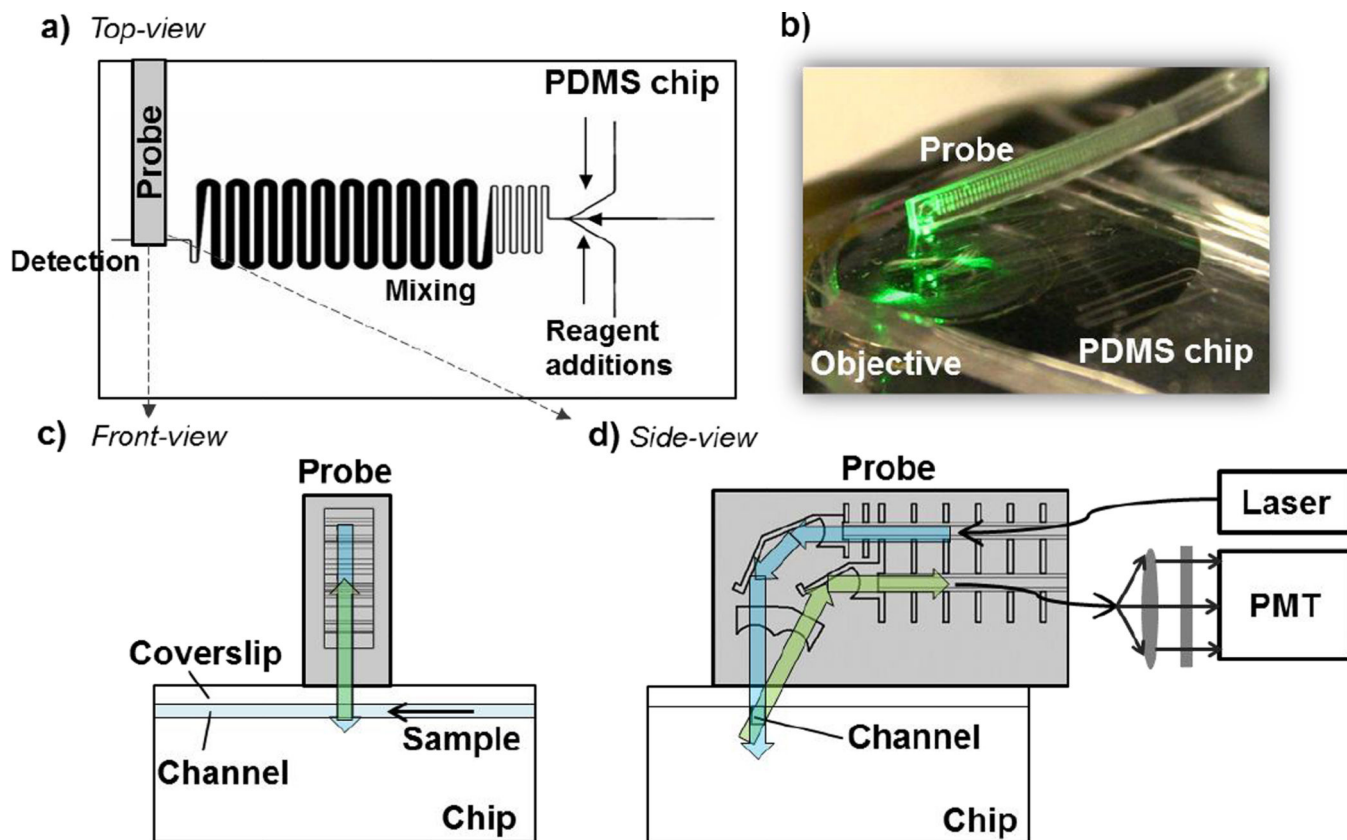 a) Top-view
PDMS chip
Probe
Detection
Mixing
Reagent
additions
b)
Probe
Objective
PDMS chip
c) Front-view
Probe
Coverslip
Channel
Sample
Chip
d) Side-view
Probe
Laser
PMT
Channel
Chip